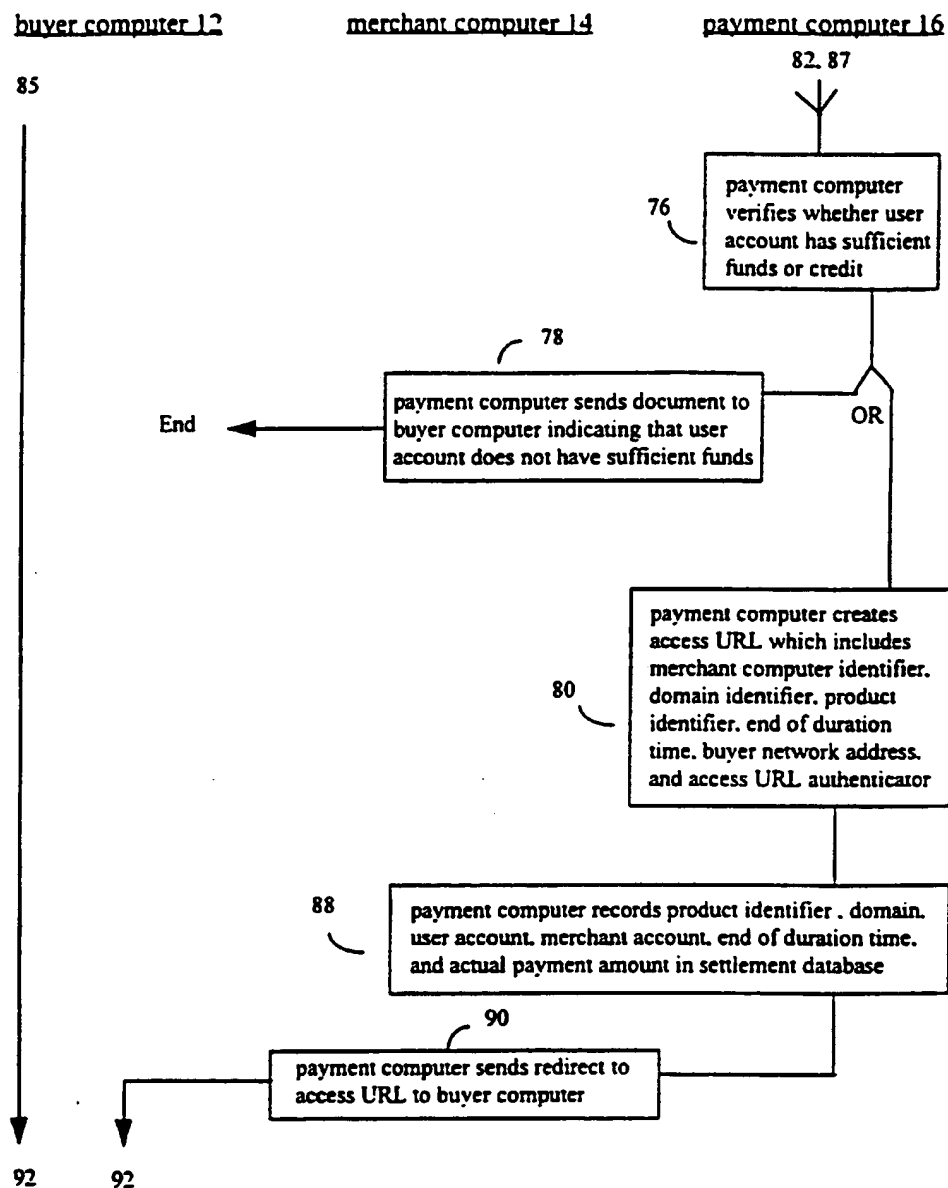 buyer computer 12 merchant computer 14 payment computer 16
85
82. 87
76
payment computer
verifies whether user
account has sufficient
funds or credit
78
payment computer sends document to
buyer computer indicating that user
account does not have sufficient funds
End
OR
80
payment computer creates
access URL which includes
merchant computer identifier.
domain identifier. product
identifier. end of duration
time. buyer network address.
and access URL authenticator
88
payment computer records product identifier . domain.
user account. merchant account. end of duration time.
and actual payment amount in settlement database
90
payment computer sends redirect to
access URL to buyer computer
92 92